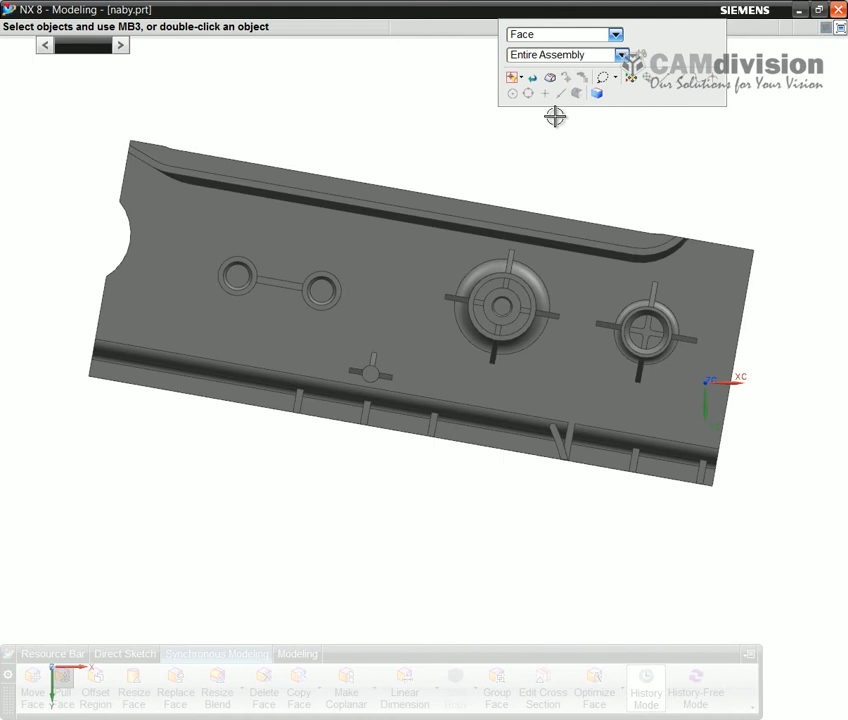 NX 8 - Modeling - [naby.prt]
SIEMENS
Select objects and use MB3, or double-click an object
Face
Entire Assembly
CAMdivision
Our Solutions for Your Vision
XC
Resource Bar
Direct Sketch
Synchronous Modeling
Modeling
X
Y
Move Face
Face
Offset Region
Resize Face
Replace Face
Resize Blend
Delete Face
Copy Face
Make Coplanar
Linear Dimension
Group Face
Edit Cross Section
Optimize Face
History Mode
History-Free Mode